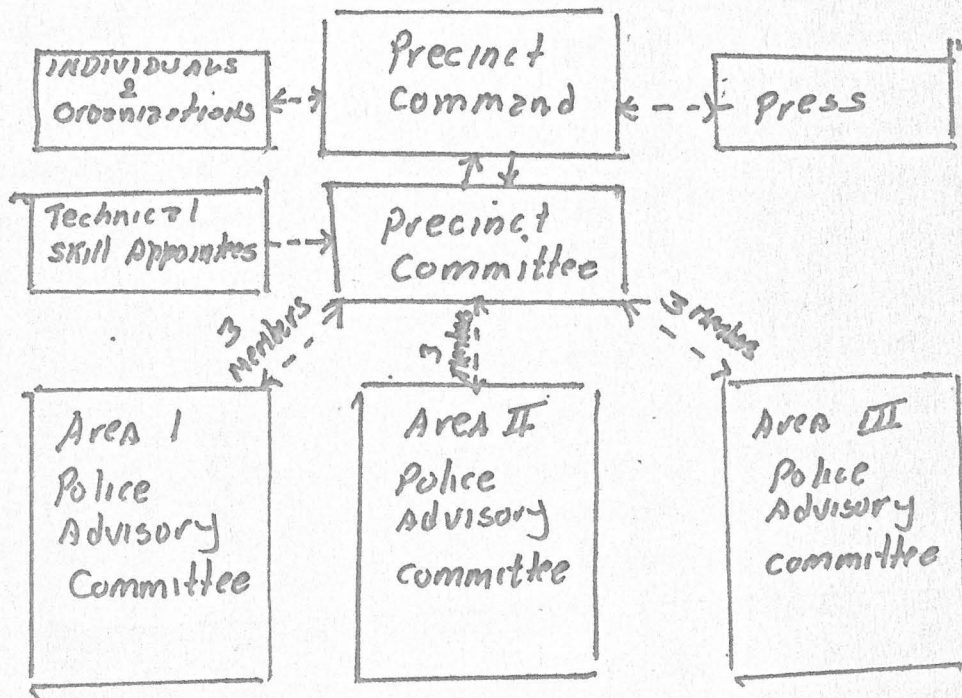 INDIVIDUALS
&
Organizations
Precinct
Command
Press
Technical
Skill Appointes
Precinct
Committee
3
Members
3
Members
3 Members
Area I
Police
Advisory
Committee
Area II
Police
Advisory
Committee
Area III
Police
Advisory
Committee